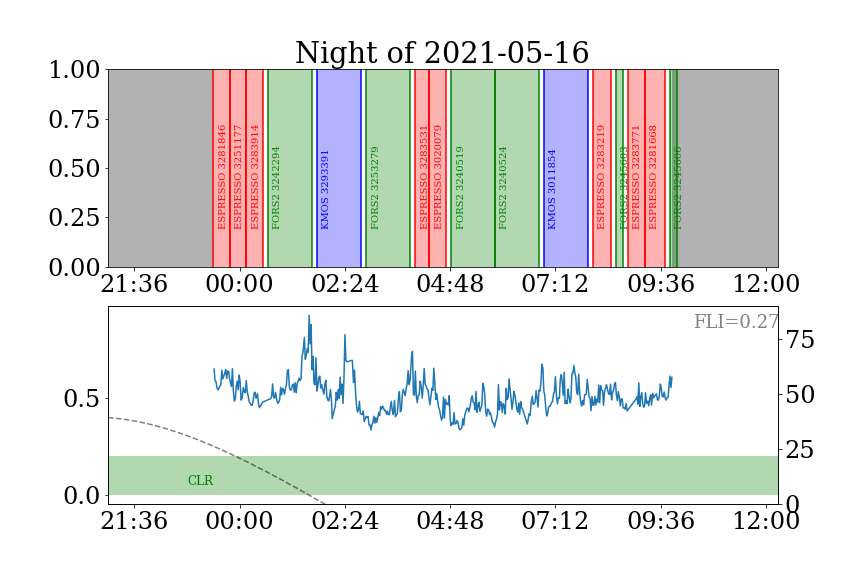 Night of 2021-05-16
1.00
0.75
0.50
0.25
0.00
ESPRESSO 3281846
ESPRESSO 3251177
ESPRESSO 3283914
FORS2 3242294
KMOS 3293391
FORS2 3253279
ESPRESSO 3283531
ESPRESSO 3020079
FORS2 3240519
FORS2 3240524
KMOS 3011854
ESPRESSO 3283219
FORS2 3245603
ESPRESSO 3283771
ESPRESSO 3281668
FORS2 3245606
21:36 00:00 02:24 04:48 07:12 09:36 12:00
FLI=0.27
0.5
0.0
75
50
25
0
CLR
21:36 00:00 02:24 04:48 07:12 09:36 12:00